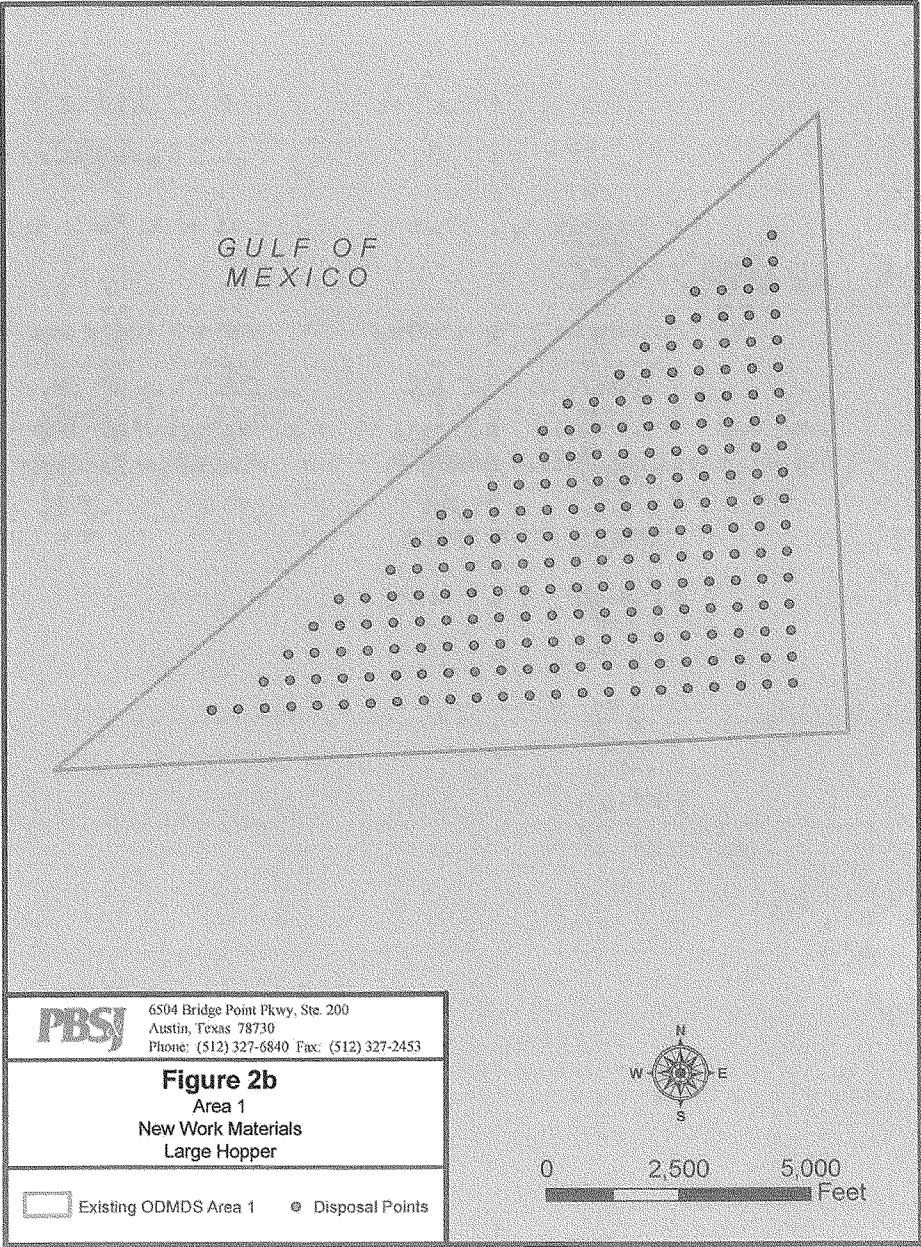 GULF OF
MEXICO
PBSJ
6504 Bridge Point Pkwy, Ste. 200
Austin, Texas 78730
Phone: (512) 327-6840 Fax: (512) 327-2453
Figure 2b
Area 1
New Work Materials
Large Hopper
Existing ODMDS Area 1
Disposal Points
N
W
E
S
0 2,500 5,000
Feet